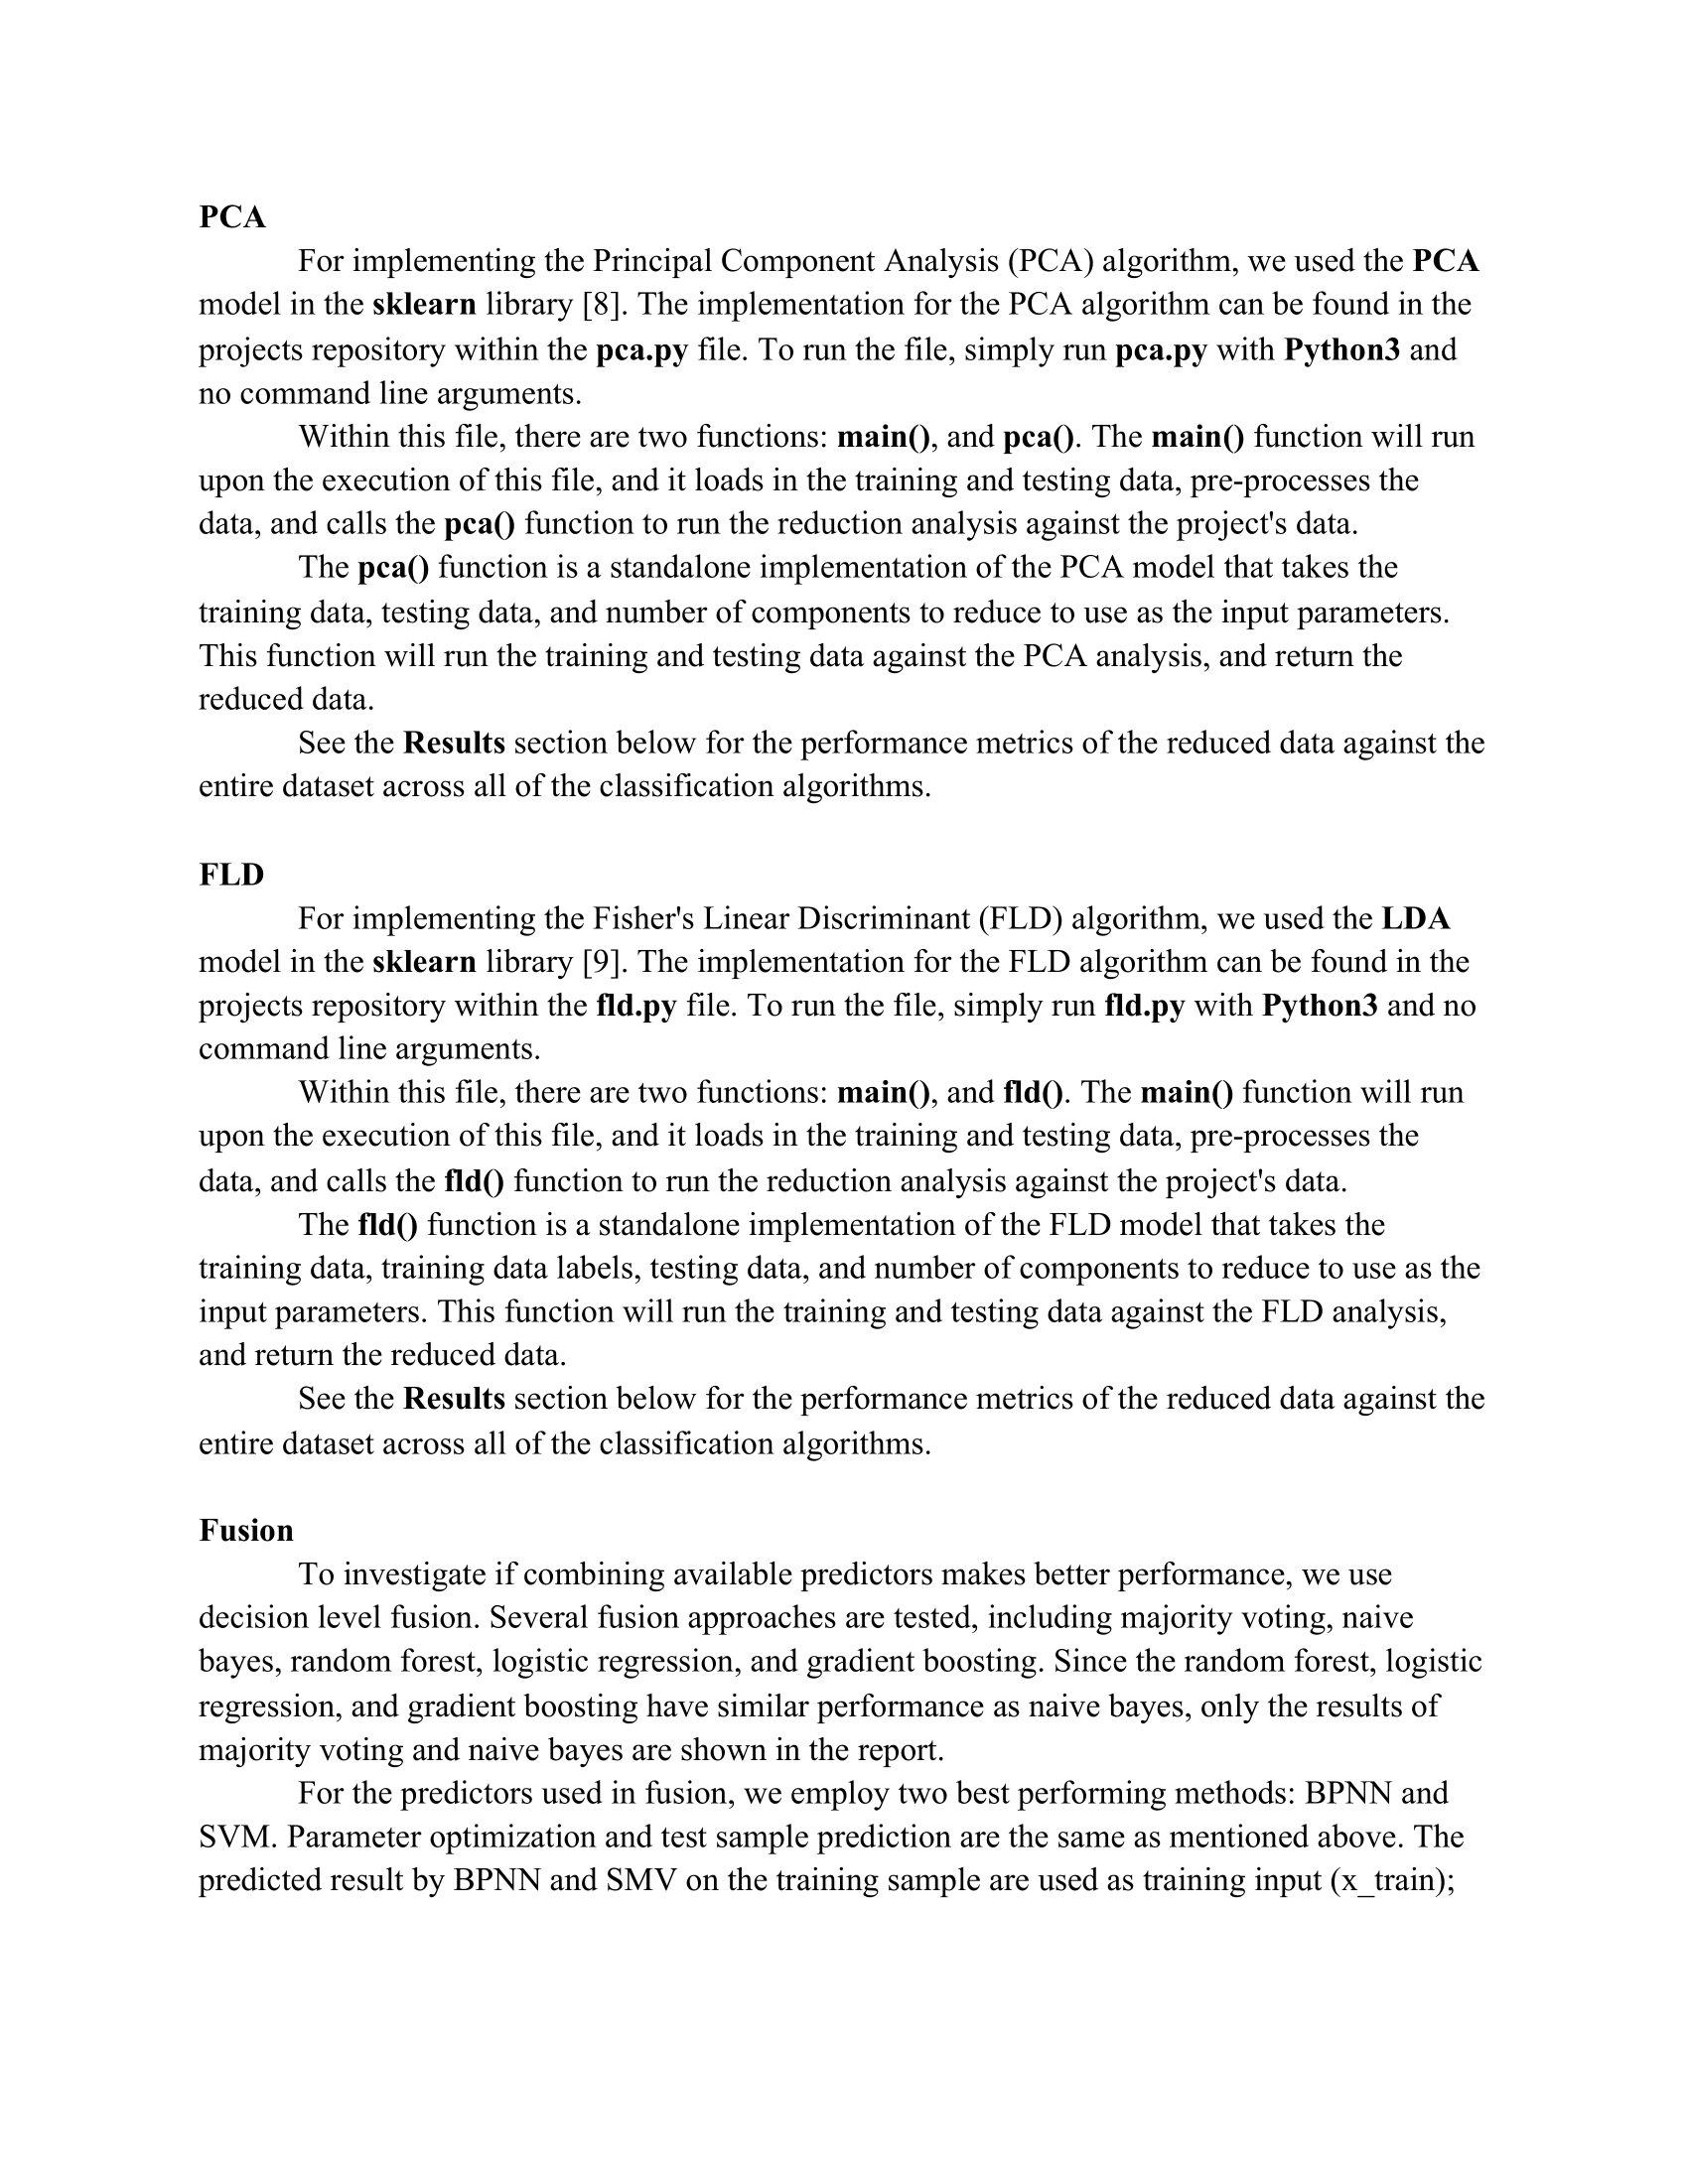 PCA
For implementing the Principal Component Analysis (PCA) algorithm, we used the PCA
model in the sklearn library [8]. The implementation for the PCA algorithm can be found in the
projects repository within the pca.py file. To run the file, simply run pca.py with Python3 and
no command line arguments.
Within this file, there are two functions: main(), and pca(). The main() function will run
upon the execution of this file, and it loads in the training and testing data, pre-processes the
data, and calls the pca() function to run the reduction analysis against the project's data.
The pca() function is a standalone implementation of the PCA model that takes the
training data, testing data, and number of components to reduce to use as the input parameters.
This function will run the training and testing data against the PCA analysis, and return the
reduced data.
See the Results section below for the performance metrics of the reduced data against the
entire dataset across all of the classification algorithms.
FLD
For implementing the Fisher's Linear Discriminant (FLD) algorithm, we used the LDA
model in the sklearn library [9]. The implementation for the FLD algorithm can be found in the
projects repository within the fld.py file. To run the file, simply run fld.py with Python3 and no
command line arguments.
Within this file, there are two functions: main(), and fld(). The main() function will run
upon the execution of this file, and it loads in the training and testing data, pre-processes the
data, and calls the fld() function to run the reduction analysis against the project's data.
The fld() function is a standalone implementation of the FLD model that takes the
training data, training data labels, testing data, and number of components to reduce to use as the
input parameters. This function will run the training and testing data against the FLD analysis,
and return the reduced data.
See the Results section below for the performance metrics of the reduced data against the
entire dataset across all of the classification algorithms.
Fusion
To investigate if combining available predictors makes better performance, we use
decision level fusion. Several fusion approaches are tested, including majority voting, naive
bayes, random forest, logistic regression, and gradient boosting. Since the random forest, logistic
regression, and gradient boosting have similar performance as naive bayes, only the results of
majority voting and naive bayes are shown in the report.
For the predictors used in fusion, we employ two best performing methods: BPNN and
SVM. Parameter optimization and test sample prediction are the same as mentioned above. The
predicted result by BPNN and SMV on the training sample are used as training input (x_train);